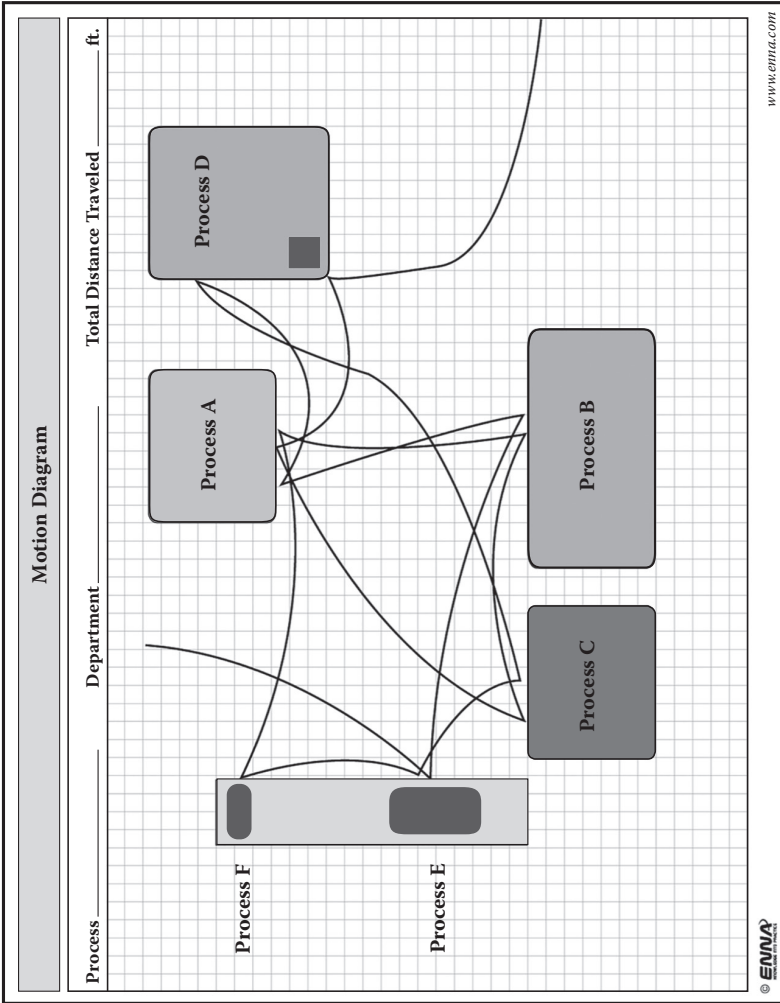 Motion Diagram
Process Department Total Distance Traveled ft.
Process F
Process E
Process A
Process D
Process C
Process B
© ENNA
www.enna.com